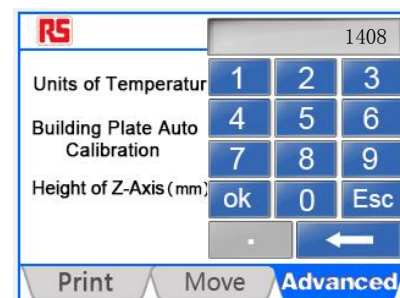 RS
1408
Units of Temperatur
Building Plate Auto
Calibration
Height of Z-Axis(mm)
1 2 3
4 5 6
7 8 9
ok 0 Esc
. ←
Print Move Advanced